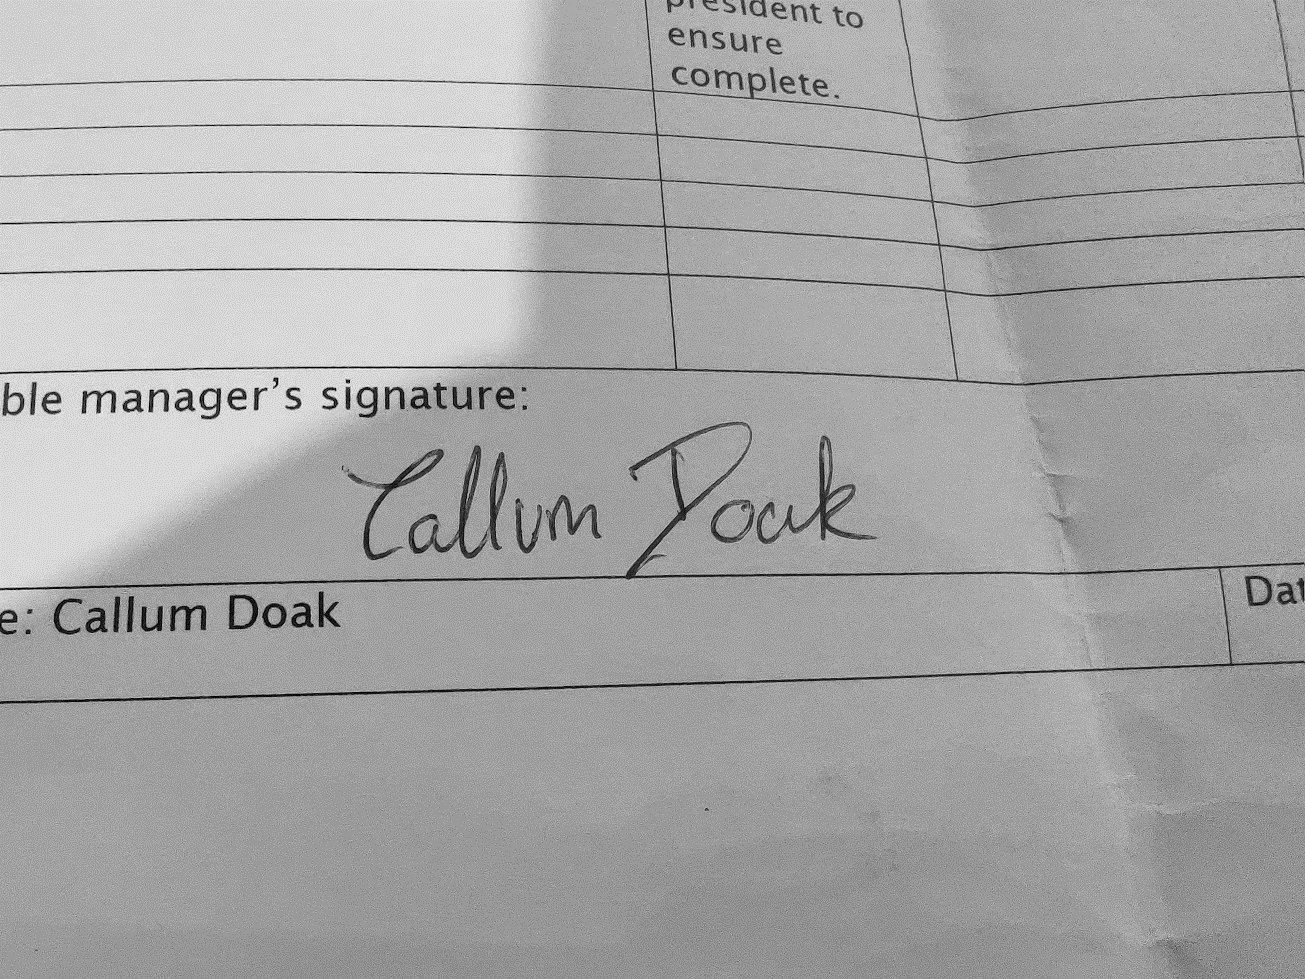 president to
ensure
complete.
ble manager's signature:
Callum Doak
e: Callum Doak
Dat